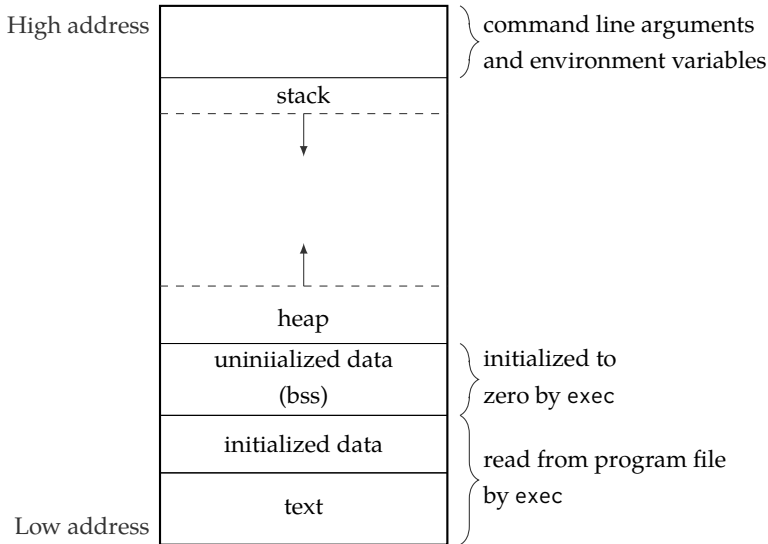 High address
command line arguments
and environment variables
stack
heap
uniniialized data
(bss)
initialized to
zero by exec
initialized data
read from program file
by exec
text
Low address